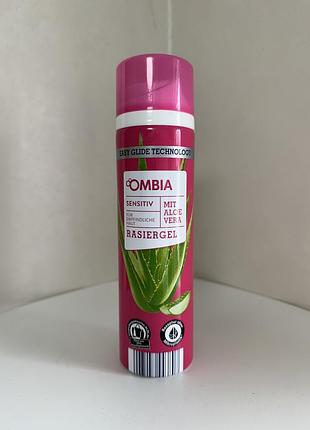 EASY GLIDE TECHNOLOGY
OMBIA
SENSITIV
FÜR
EMPFINDLICHE
HAUT
MIT
ALOE
VERA
RASIERGEL